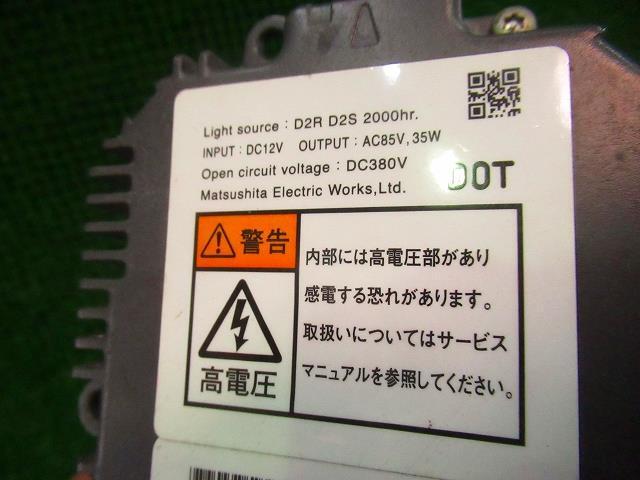 Light source : D2R D2S 2000hr.
INPUT : DC12V OUTPUT : AC85V, 35W
Open circuit voltage : DC380V
Matsushita Electric Works,Ltd.
DOT
警告
高電圧
内部には高電圧部があり
感電する恐れがあります。
取扱いについてはサービス
マニュアルを参照してください。